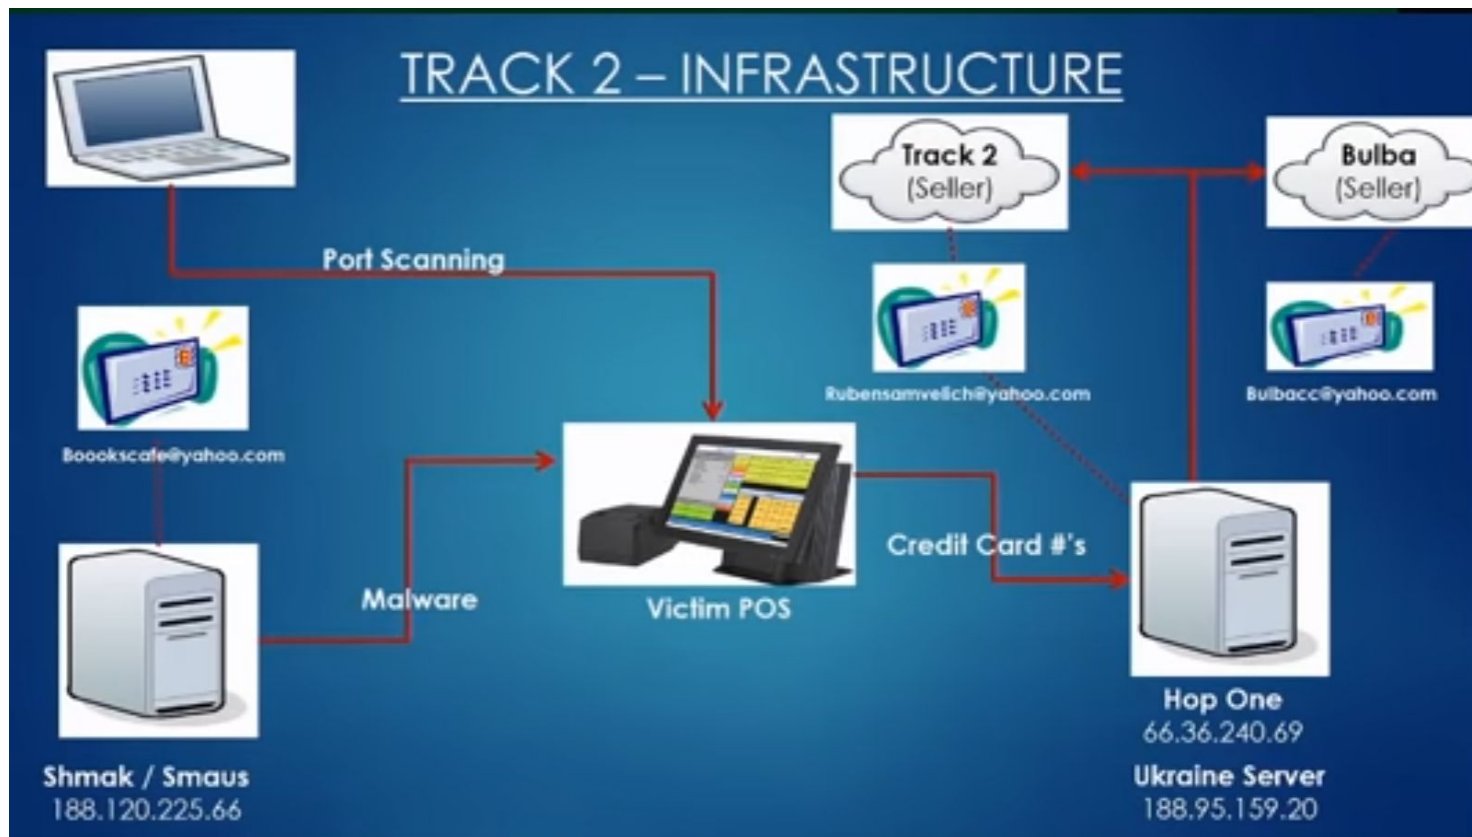 TRACK 2 – INFRASTRUCTURE
Track 2
(Seller)
Bulba
(Seller)
Port Scanning
Rubensamvelich@yahoo.com
Bulbacc@yahoo.com
Boookscafe@yahoo.com
Credit Card #'s
Malware
Victim POS
Hop One
66.36.240.69
Shmak / Smaus
188.120.225.66
Ukraine Server
188.95.159.20